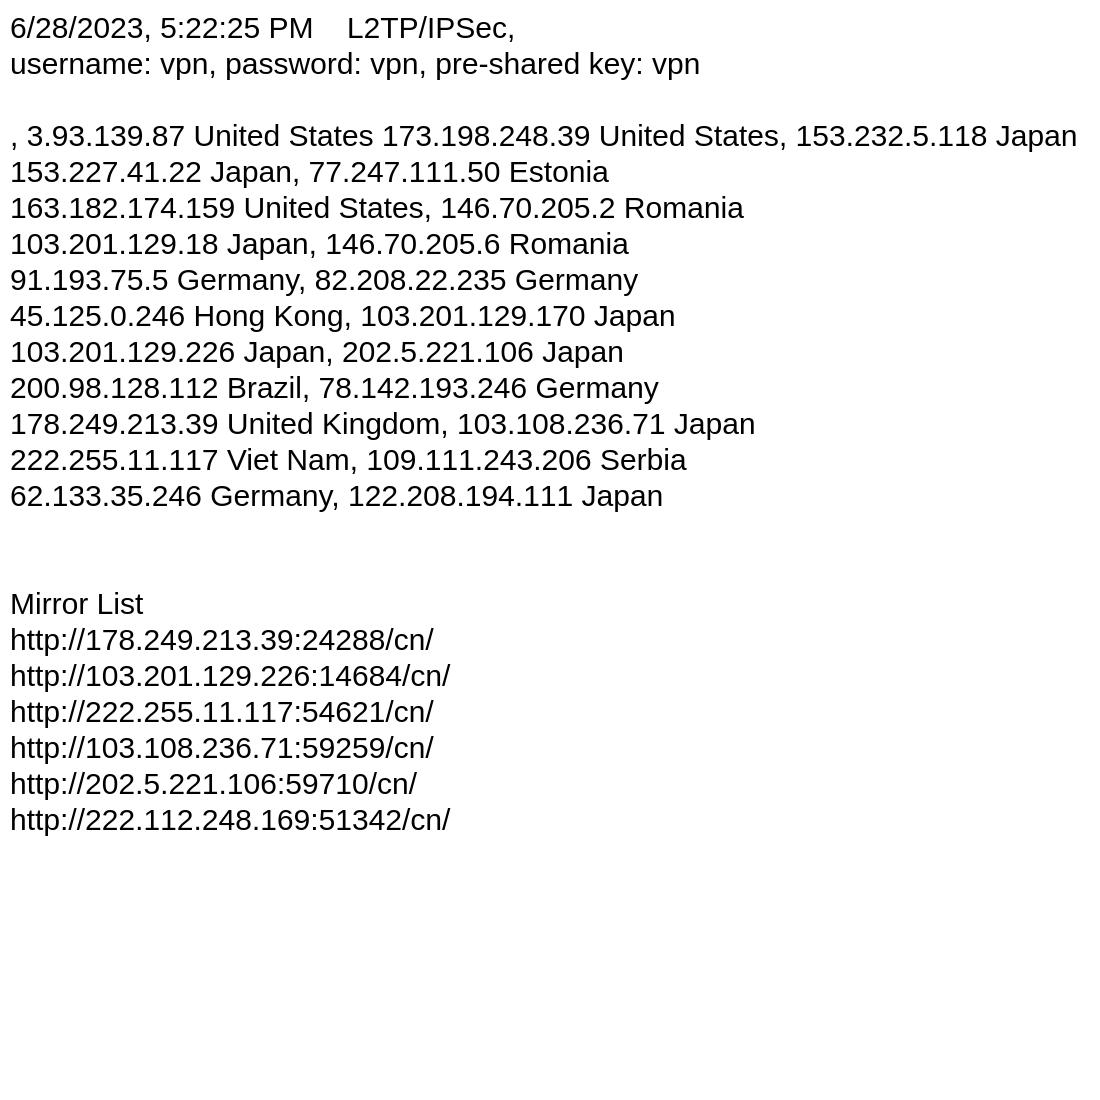 6/28/2023, 5:22:25 PM    L2TP/IPSec,
username: vpn, password: vpn, pre-shared key: vpn
, 3.93.139.87 United States 173.198.248.39 United States, 153.232.5.118 Japan
153.227.41.22 Japan, 77.247.111.50 Estonia
163.182.174.159 United States, 146.70.205.2 Romania
103.201.129.18 Japan, 146.70.205.6 Romania
91.193.75.5 Germany, 82.208.22.235 Germany
45.125.0.246 Hong Kong, 103.201.129.170 Japan
103.201.129.226 Japan, 202.5.221.106 Japan
200.98.128.112 Brazil, 78.142.193.246 Germany
178.249.213.39 United Kingdom, 103.108.236.71 Japan
222.255.11.117 Viet Nam, 109.111.243.206 Serbia
62.133.35.246 Germany, 122.208.194.111 Japan
Mirror List
http://178.249.213.39:24288/cn/
http://103.201.129.226:14684/cn/
http://222.255.11.117:54621/cn/
http://103.108.236.71:59259/cn/
http://202.5.221.106:59710/cn/
http://222.112.248.169:51342/cn/